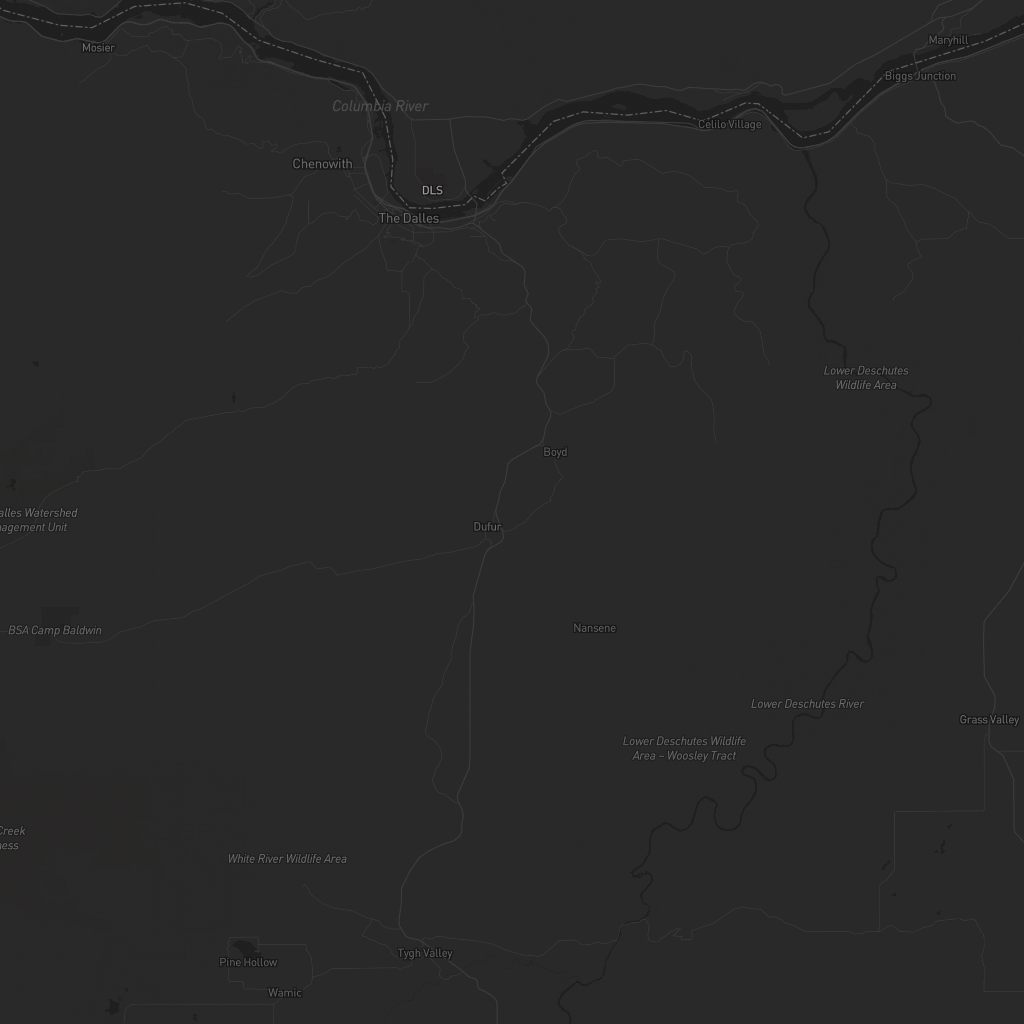 Maryhill
Mosier
Biggs Junction
Columbia River
Celilo Village
Chenowith
DLS
The Dalles
Lower Deschutes
Wildlife Area
Boyd
alles Watershed
nagement Unit
Dufur
BSA Camp Baldwin
Nansene
Lower Deschutes River
Grass Valley
Lower Deschutes Wildlife
Area – Woosley Tract
Creek
ness
White River Wildlife Area
Tygh Valley
Pine Hollow
Wamic